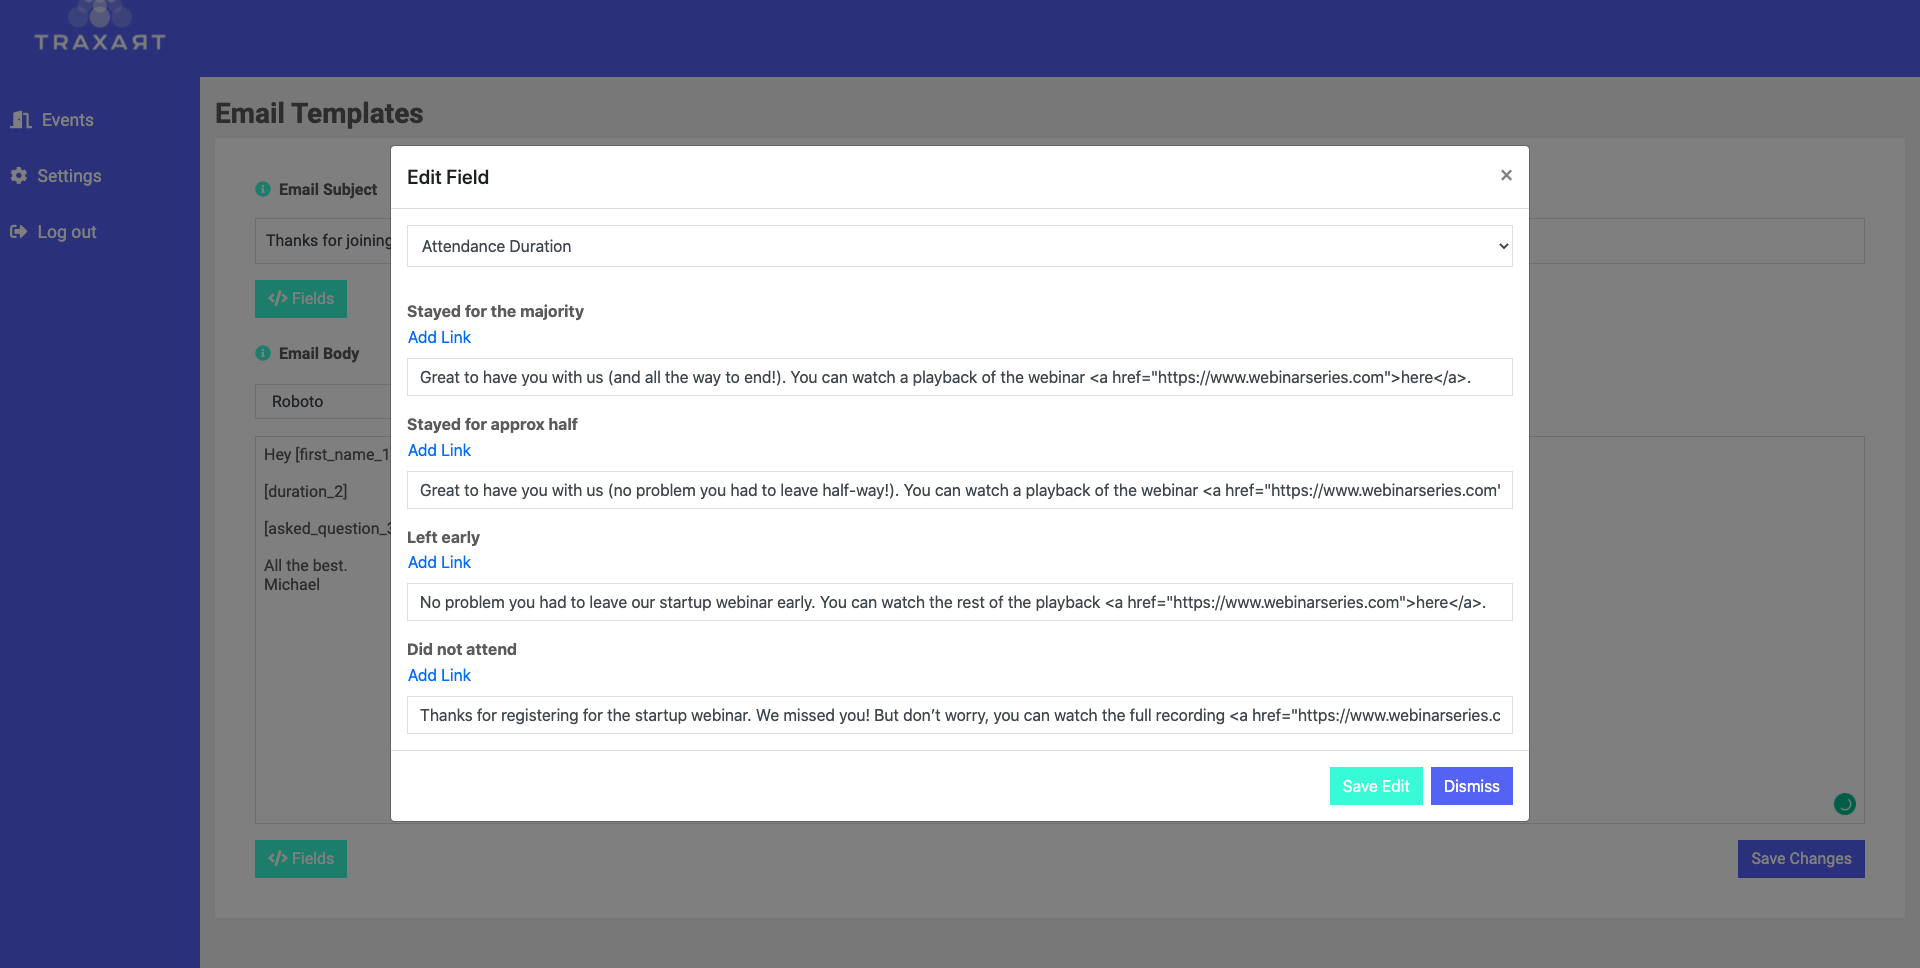 TRAXART
Events
Settings
Log out
Email Templates
Email Subject
Thanks for joining
Fields
Email Body
Roboto
Hey [first_name_1
[duration_2]
[asked_question_3
All the best.
Michael
Fields
Save Changes
Edit Field
×
Attendance Duration
Stayed for the majority
Add Link
Great to have you with us (and all the way to end!). You can watch a playback of the webinar <a href="https://www.webinarseries.com">here</a>.
Stayed for approx half
Add Link
Great to have you with us (no problem you had to leave half-way!). You can watch a playback of the webinar <a href="https://www.webinarseries.com"
Left early
Add Link
No problem you had to leave our startup webinar early. You can watch the rest of the playback <a href="https://www.webinarseries.com">here</a>.
Did not attend
Add Link
Thanks for registering for the startup webinar. We missed you! But don’t worry, you can watch the full recording <a href="https://www.webinarseries.c
Save Edit
Dismiss